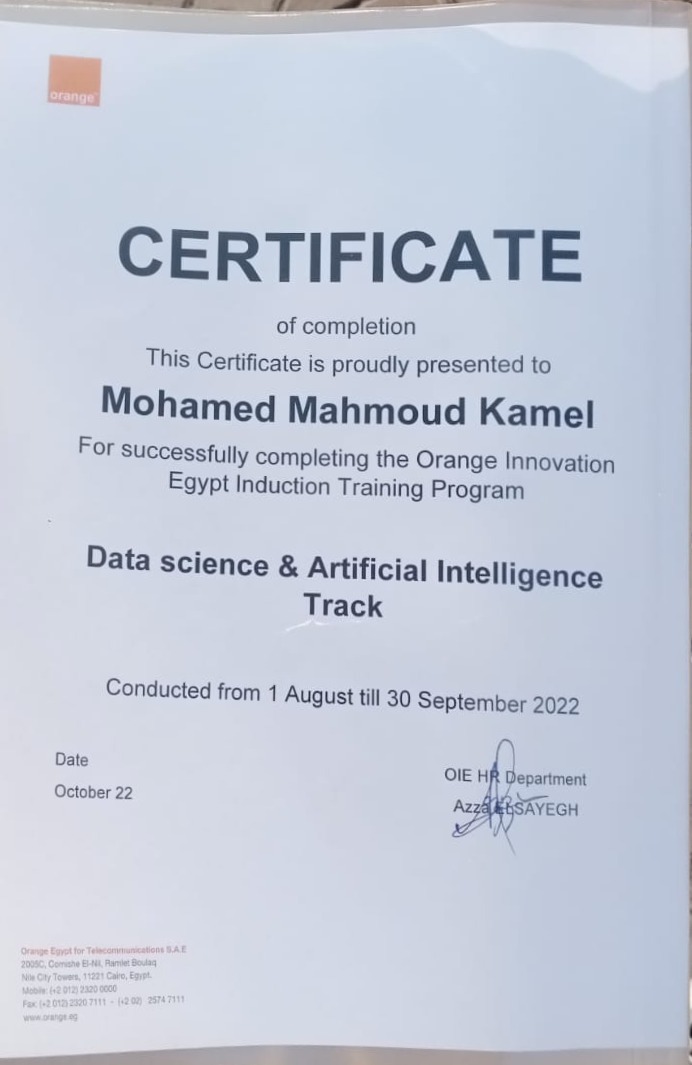 orange™
CERTIFICATE
of completion
This Certificate is proudly presented to
Mohamed Mahmoud Kamel
For successfully completing the Orange Innovation
Egypt Induction Training Program
Data science & Artificial Intelligence
Track
Conducted from 1 August till 30 September 2022
Date
October 22
OIE HR Department
Azza ELSAYEGH
Orange Egypt for Telecommunications S.A.E
2005C, Cornishe El-Nil, Ramlet Boulaq
Nile City Towers, 11221 Cairo, Egypt.
Mobile: (+2 012) 2320 0000
Fax: (+2 012) 2320 7111 - (+2 02) 2574 7111
www.orange.eg